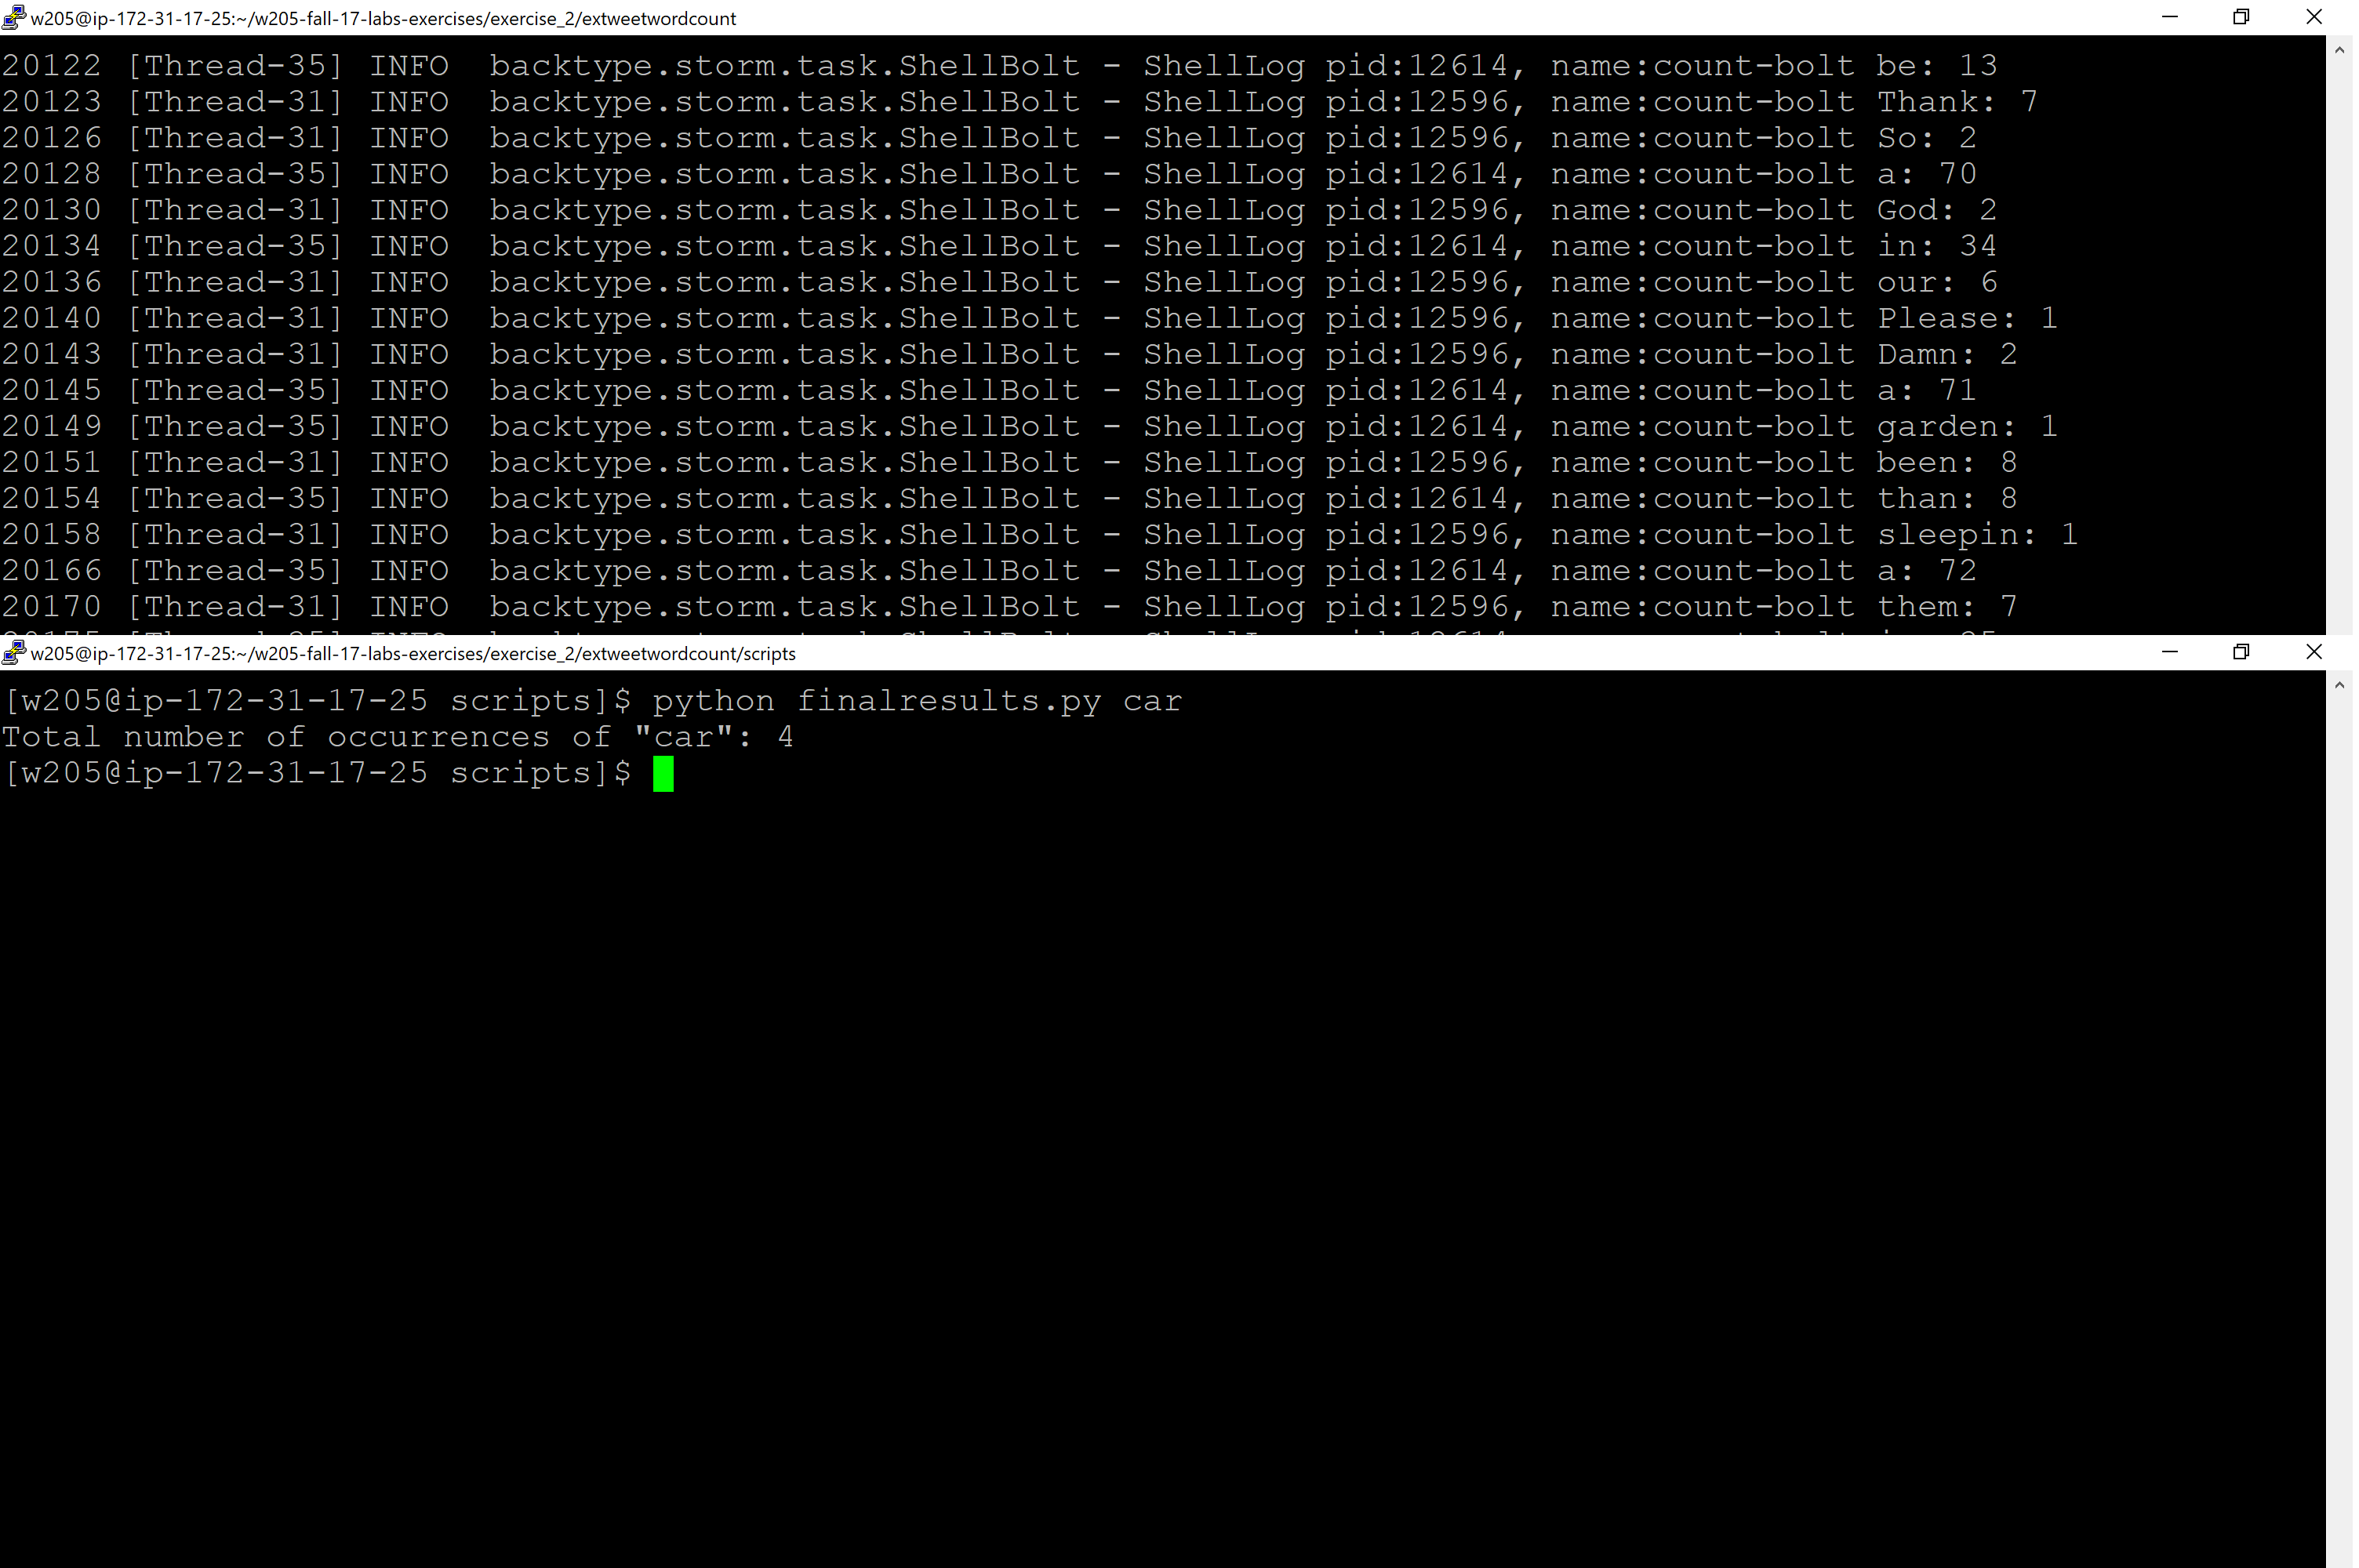 w205@ip-172-31-17-25:~/w205-fall-17-labs-exercises/exercise_2/extweetwordcount
20122 [Thread-35] INFO  backtype.storm.task.ShellBolt - ShellLog pid:12614, name:count-bolt be: 13
20123 [Thread-31] INFO  backtype.storm.task.ShellBolt - ShellLog pid:12596, name:count-bolt Thank: 7
20126 [Thread-31] INFO  backtype.storm.task.ShellBolt - ShellLog pid:12596, name:count-bolt So: 2
20128 [Thread-35] INFO  backtype.storm.task.ShellBolt - ShellLog pid:12614, name:count-bolt a: 70
20130 [Thread-31] INFO  backtype.storm.task.ShellBolt - ShellLog pid:12596, name:count-bolt God: 2
20134 [Thread-35] INFO  backtype.storm.task.ShellBolt - ShellLog pid:12614, name:count-bolt in: 34
20136 [Thread-31] INFO  backtype.storm.task.ShellBolt - ShellLog pid:12596, name:count-bolt our: 6
20140 [Thread-31] INFO  backtype.storm.task.ShellBolt - ShellLog pid:12596, name:count-bolt Please: 1
20143 [Thread-31] INFO  backtype.storm.task.ShellBolt - ShellLog pid:12596, name:count-bolt Damn: 2
20145 [Thread-35] INFO  backtype.storm.task.ShellBolt - ShellLog pid:12614, name:count-bolt a: 71
20149 [Thread-35] INFO  backtype.storm.task.ShellBolt - ShellLog pid:12614, name:count-bolt garden: 1
20151 [Thread-31] INFO  backtype.storm.task.ShellBolt - ShellLog pid:12596, name:count-bolt been: 8
20154 [Thread-35] INFO  backtype.storm.task.ShellBolt - ShellLog pid:12614, name:count-bolt than: 8
20158 [Thread-31] INFO  backtype.storm.task.ShellBolt - ShellLog pid:12596, name:count-bolt sleepin: 1
20166 [Thread-35] INFO  backtype.storm.task.ShellBolt - ShellLog pid:12614, name:count-bolt a: 72
20170 [Thread-31] INFO  backtype.storm.task.ShellBolt - ShellLog pid:12596, name:count-bolt them: 7
w205@ip-172-31-17-25:~/w205-fall-17-labs-exercises/exercise_2/extweetwordcount/scripts
[w205@ip-172-31-17-25 scripts]$ python finalresults.py car
Total number of occurrences of "car": 4
[w205@ip-172-31-17-25 scripts]$